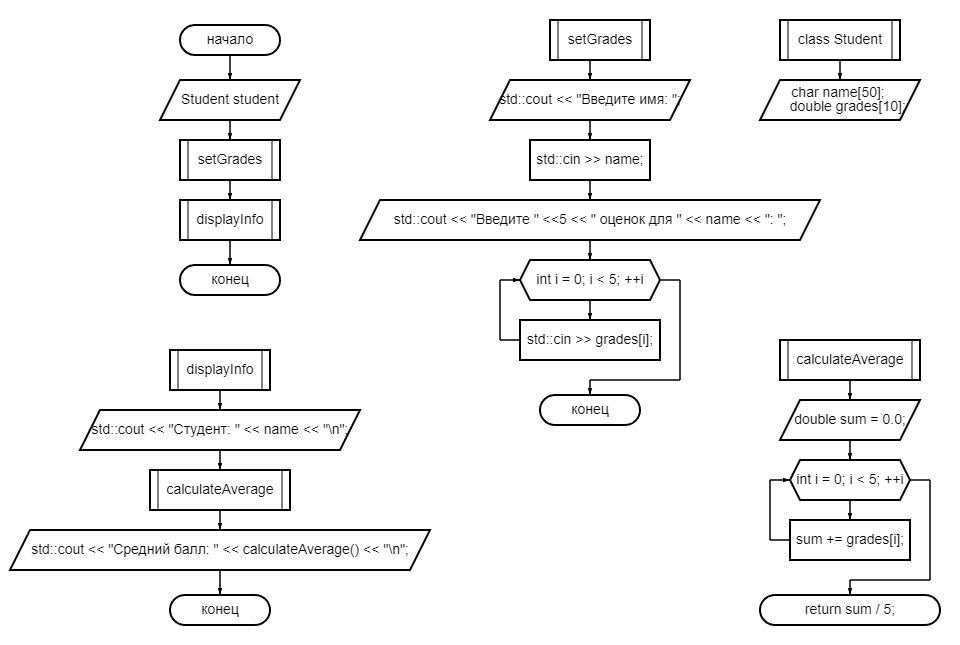 начало
Student student
setGrades
displayInfo
конец
setGrades
std::cout << "Введите имя: ";
std::cin >> name;
std::cout << "Введите " <<5 << " оценок для " << name << ": ";
int i = 0; i < 5; ++i
std::cin >> grades[i];
конец
class Student
char name[50];
double grades[10];
displayInfo
std::cout << "Студент: " << name << "\n";
calculateAverage
std::cout << "Средний балл: " << calculateAverage() << "\n";
конец
calculateAverage
double sum = 0.0;
int i = 0; i < 5; ++i
sum += grades[i];
return sum / 5;